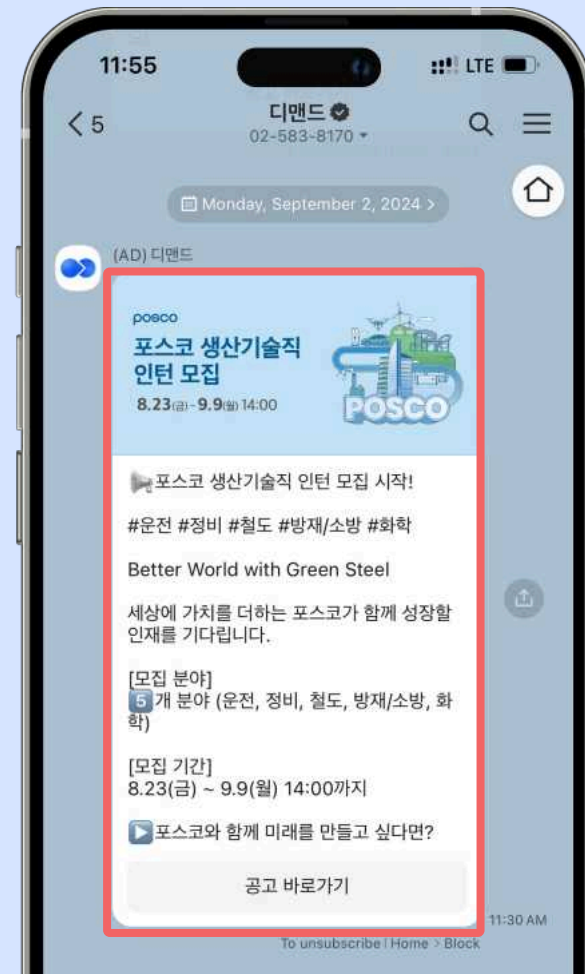 11:55
LTE
5
디맨드
02-583-8170
Monday, September 2, 2024 >
(AD) 디맨드
posco
포스코 생산기술직
인턴 모집
8.23(금)-9.9(월) 14:00
POSCO
포스코 생산기술직 인턴 모집 시작!
#운전 #정비 #철도 #방재/소방 #화학
Better World with Green Steel
세상에 가치를 더하는 포스코가 함께 성장할
인재를 기다립니다.
[모집 분야]
5개 분야 (운전, 정비, 철도, 방재/소방, 화
학)
[모집 기간]
8.23(금) ~ 9.9(월) 14:00까지
포스코와 함께 미래를 만들고 싶다면?
공고 바로가기
11:30 AM
To unsubscribe | Home > Block